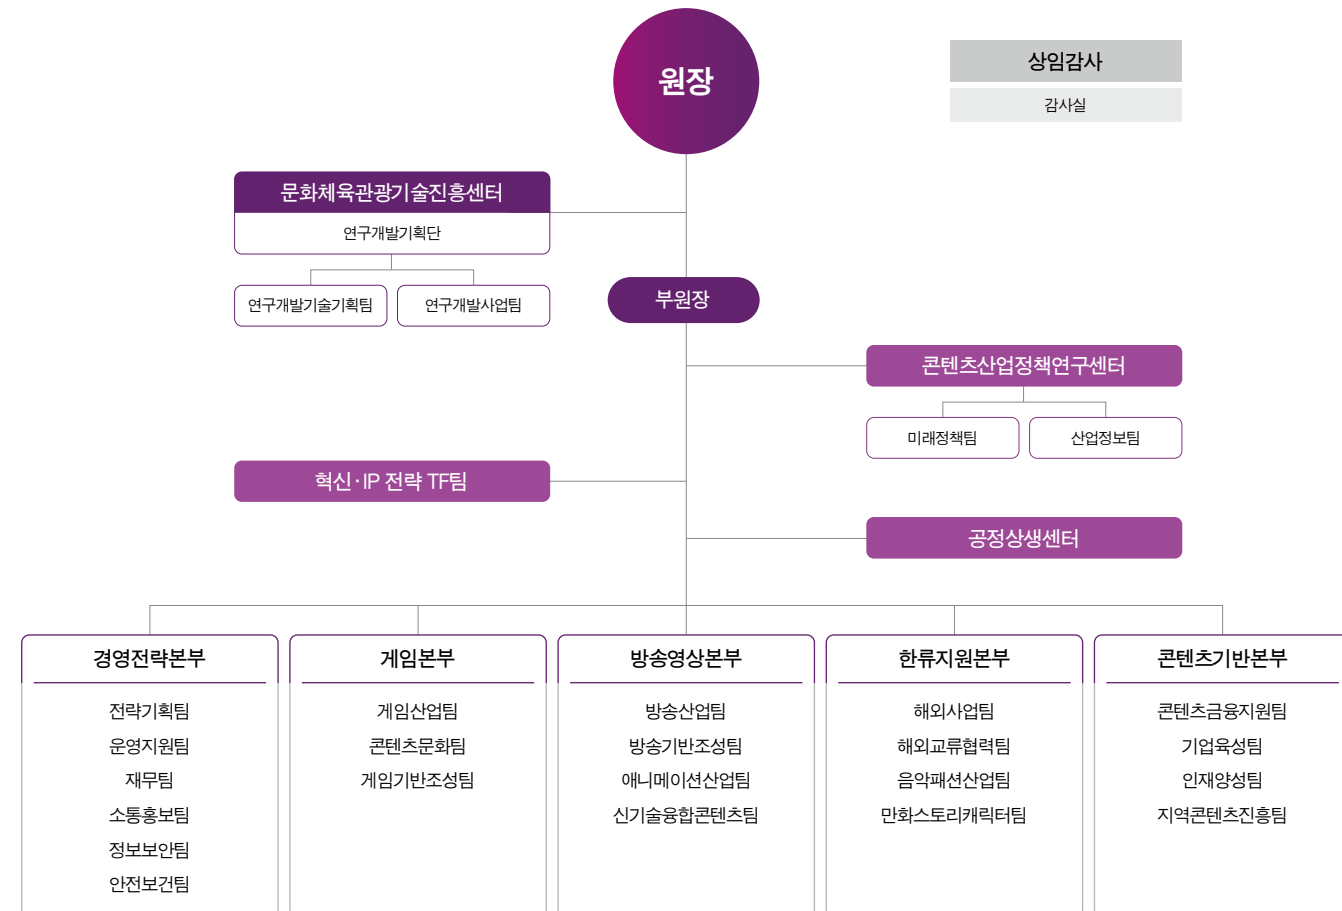 원장
상임감사
감사실
문화체육관광기술진흥센터
연구개발기획단
연구개발기술기획팀
연구개발사업팀
부원장
콘텐츠산업정책연구센터
미래정책팀
산업정보팀
혁신·IP 전략 TF팀
공정상생센터
경영전략본부
전략기획팀
운영지원팀
재무팀
소통홍보팀
정보보안팀
안전보건팀
게임본부
게임산업팀
콘텐츠문화팀
게임기반조성팀
방송영상본부
방송산업팀
방송기반조성팀
애니메이션산업팀
신기술융합콘텐츠팀
한류지원본부
해외사업팀
해외교류협력팀
음악패션산업팀
만화스토리캐릭터팀
콘텐츠기반본부
콘텐츠금융지원팀
기업육성팀
인재양성팀
지역콘텐츠진흥팀